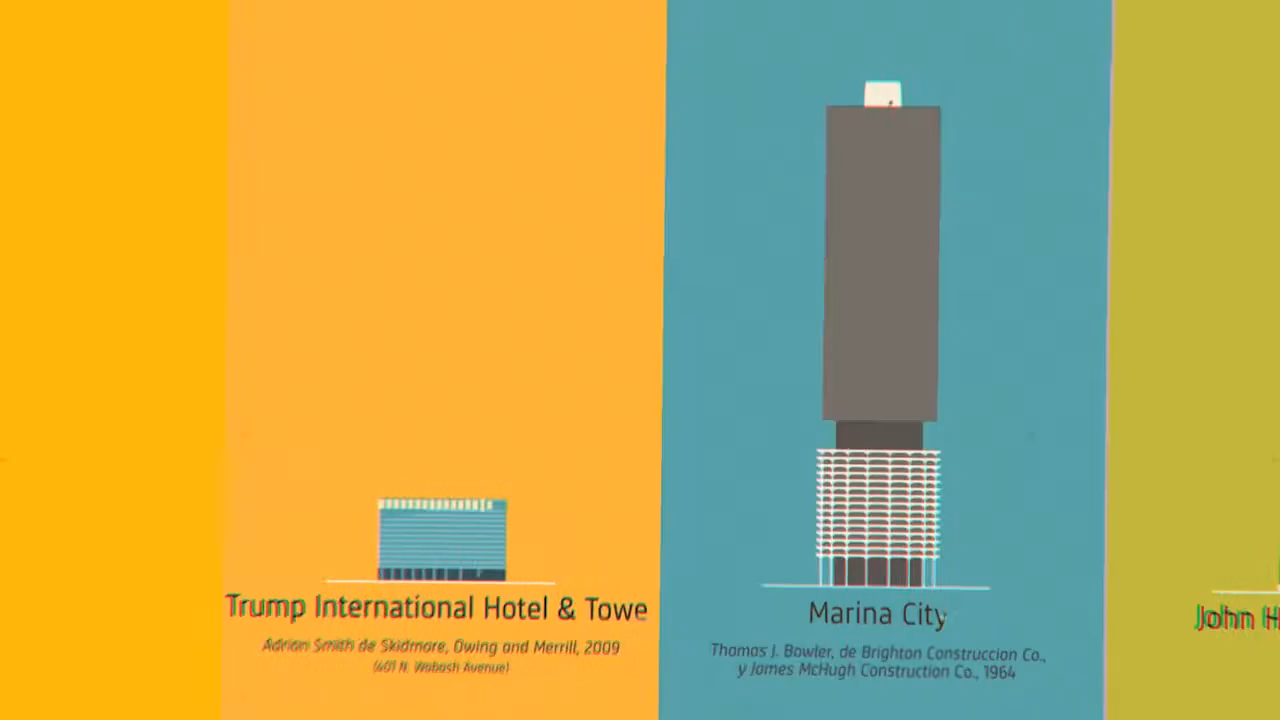 Trump International Hotel & Towe
Adrian Smith de Skidmore, Owing and Merrill, 2009
(401 N. Wabash Avenue)
Marina City
Thomas J. Bowler, de Brighton Construccion Co.,
y James McHugh Construction Co., 1964
John H